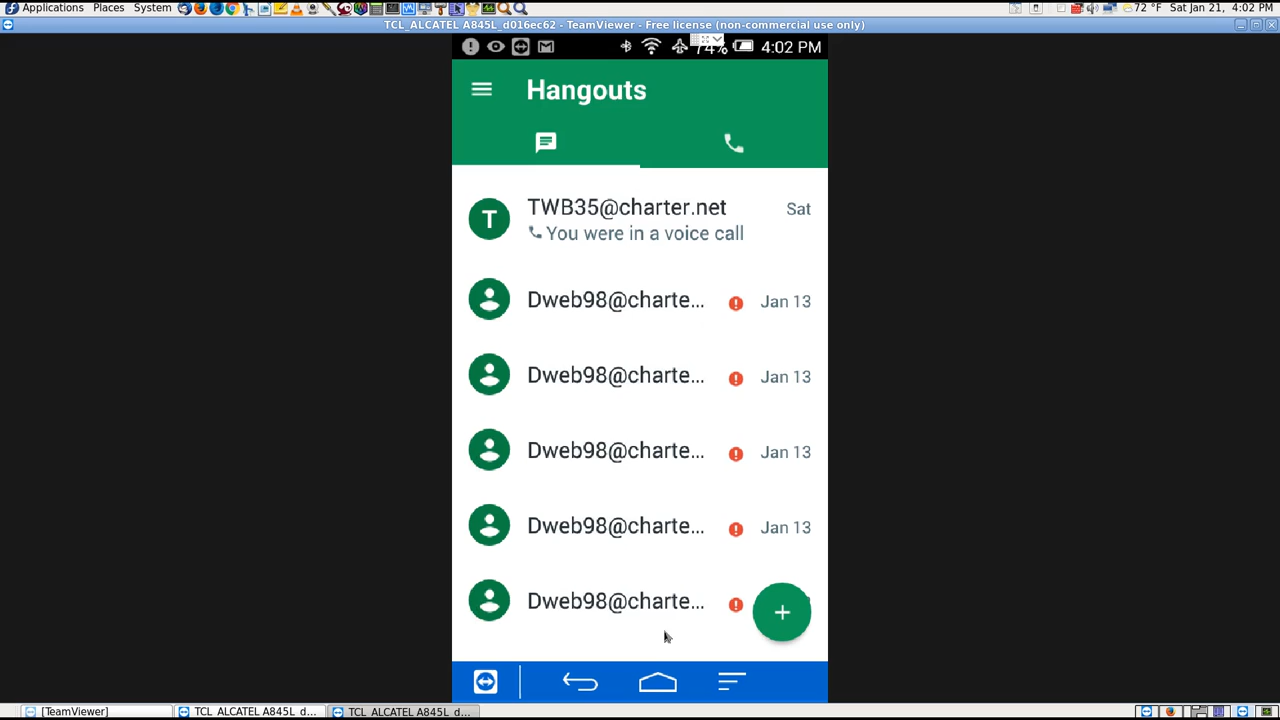 Applications Places System 72 °F Sat Jan 21, 4:02 PM
TCL_ALCATEL A845L_d016ec62 - TeamViewer - Free license (non-commercial use only)
74% 4:02 PM
Hangouts
T TWB35@charter.net Sat
You were in a voice call
Dweb98@charte... Jan 13
Dweb98@charte... Jan 13
Dweb98@charte... Jan 13
Dweb98@charte... Jan 13
Dweb98@charte...
[TeamViewer] TCL_ALCATEL A845L_d... TCL_ALCATEL A845L_d...